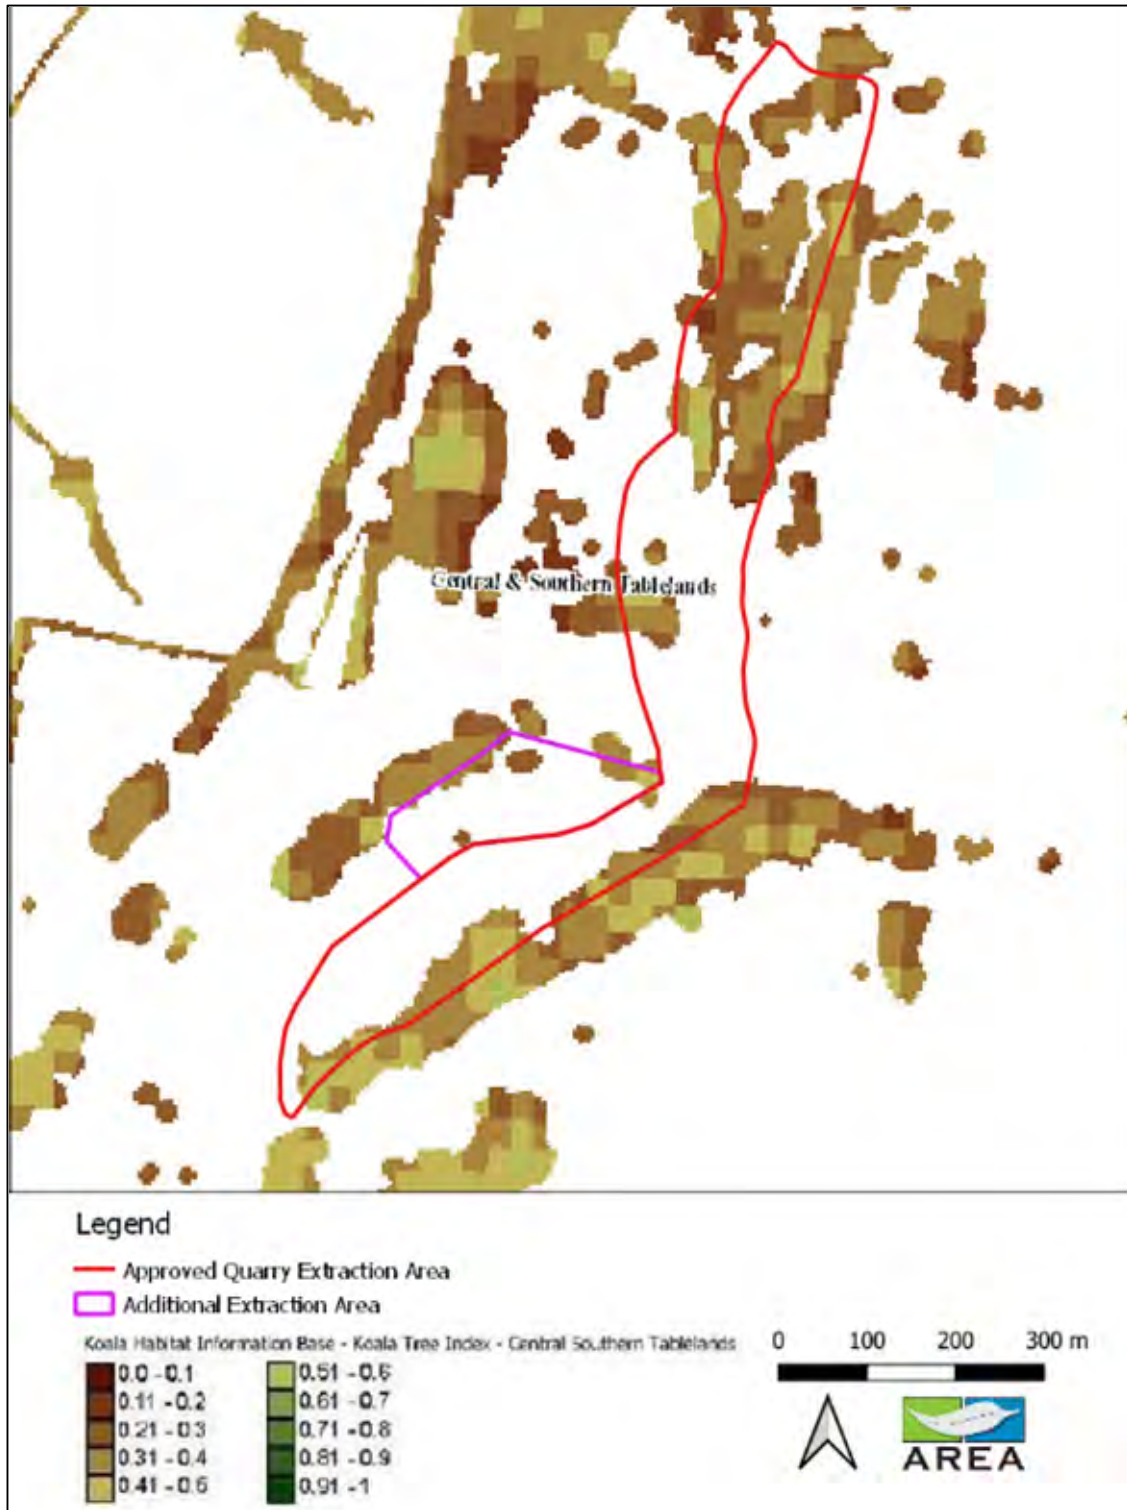 Central & Southern Tablelands
Legend
Approved Quarry Extraction Area
Additional Extraction Area
Koala Habitat Information Base - Koala Tree Index - Central Southern Tablelands
0.0 - 0.1
0.11 - 0.2
0.21 - 0.3
0.31 - 0.4
0.41 - 0.5
0.51 - 0.6
0.61 - 0.7
0.71 - 0.8
0.81 - 0.9
0.91 - 1
0 100 200 300 m
AREA